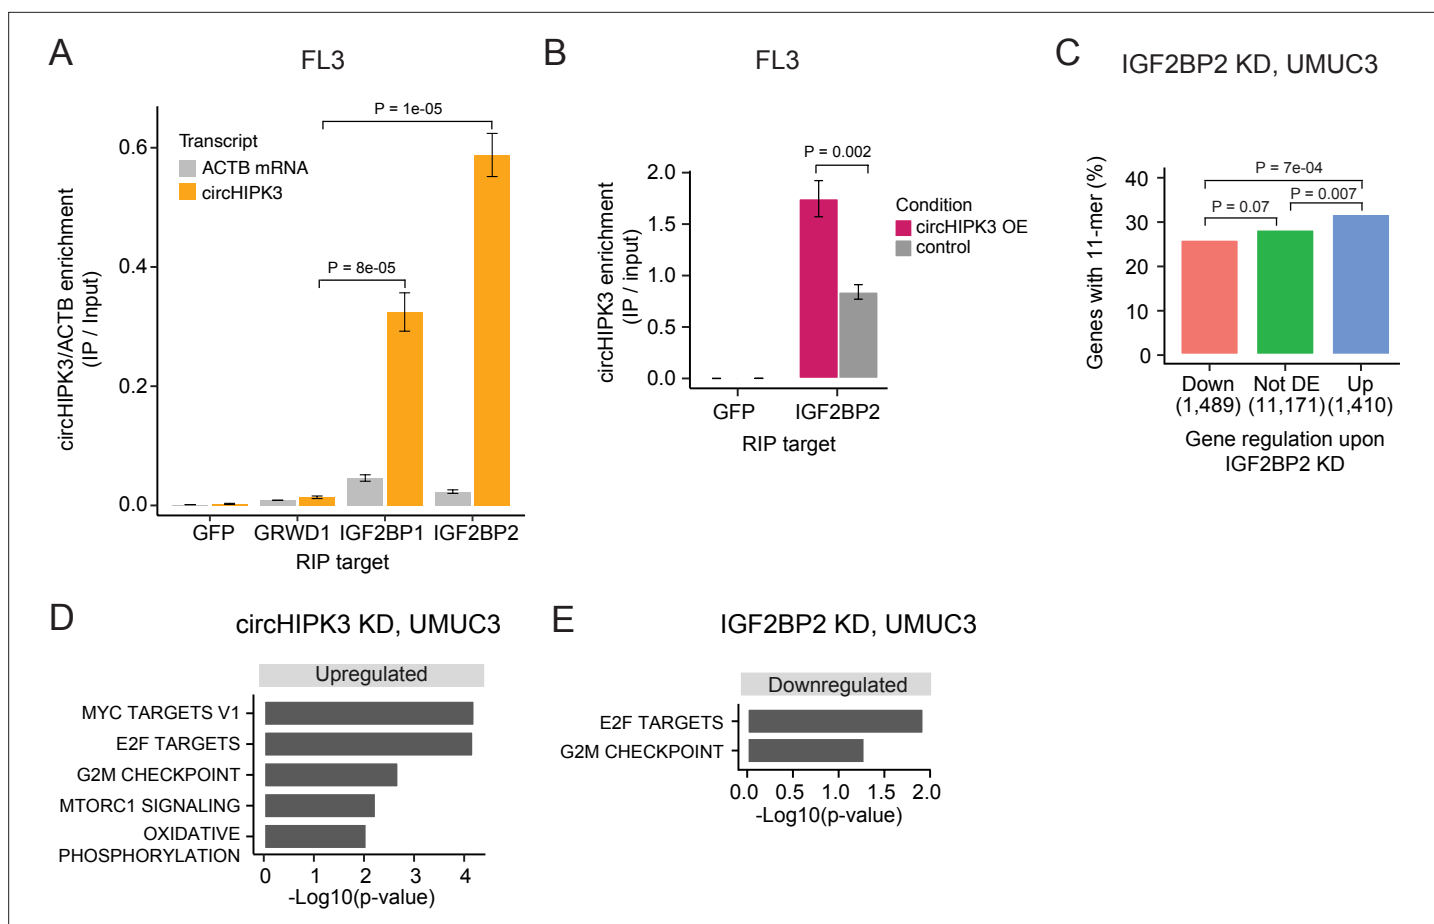 A
FL3
P = 1e-05
Transcript
ACTB mRNA
circHIPK3
P = 8e-05
circHIPK3/ACTB enrichment
(IP / Input)
0.6
0.4
0.2
0.0
GFP GRWD1 IGF2BP1 IGF2BP2
RIP target
B
FL3
P = 0.002
Condition
circHIPK3 OE
control
circHIPK3 enrichment
(IP / input)
2.0
1.5
1.0
0.5
0.0
GFP IGF2BP2
RIP target
C
IGF2BP2 KD, UMUC3
P = 7e-04
P = 0.007
P = 0.07
Genes with 11-mer (%)
40
30
20
10
0
Down Not DE Up
(1,489) (11,171) (1,410)
Gene regulation upon
IGF2BP2 KD
D
circHIPK3 KD, UMUC3
Upregulated
MYC TARGETS V1
E2F TARGETS
G2M CHECKPOINT
MTORC1 SIGNALING
OXIDATIVE
PHOSPHORYLATION
0 1 2 3 4
-Log10(p-value)
E
IGF2BP2 KD, UMUC3
Downregulated
E2F TARGETS
G2M CHECKPOINT
0.0 0.5 1.0 1.5 2.0
-Log10(p-value)